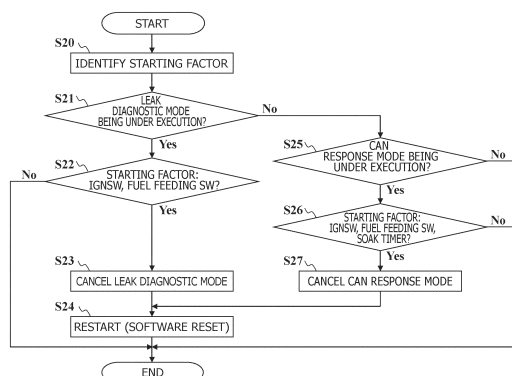 START
S20
IDENTIFY STARTING FACTOR
S21
LEAK
DIAGNOSTIC MODE
BEING UNDER EXECUTION?
No
Yes
S22
STARTING FACTOR:
IGNSW, FUEL FEEDING SW?
No
Yes
S25
CAN
RESPONSE MODE BEING
UNDER EXECUTION?
No
Yes
S26
STARTING FACTOR:
IGNSW, FUEL FEEDING SW,
SOAK TIMER?
No
Yes
S23
CANCEL LEAK DIAGNOSTIC MODE
S27
CANCEL CAN RESPONSE MODE
S24
RESTART (SOFTWARE RESET)
END